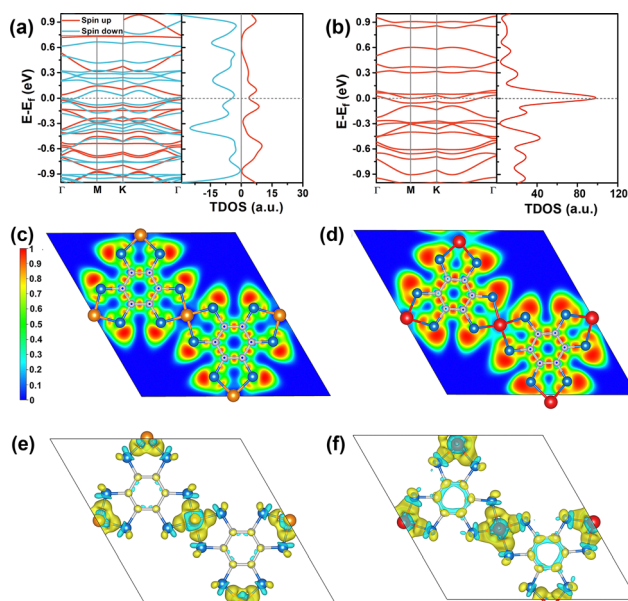 (a)
Spin up
Spin down
E-E_f (eV)
0.9
0.6
0.3
0.0
-0.3
-0.6
-0.9
Γ M K Γ
-15 0 15 30
TDOS (a.u.)
(b)
E-E_f (eV)
0.9
0.6
0.3
0.0
-0.3
-0.6
-0.9
Γ M K Γ
40 80 120
TDOS (a.u.)
(c)
1
0.9
0.8
0.7
0.6
0.5
0.4
0.3
0.2
0.1
0
(d)
(e)
(f)